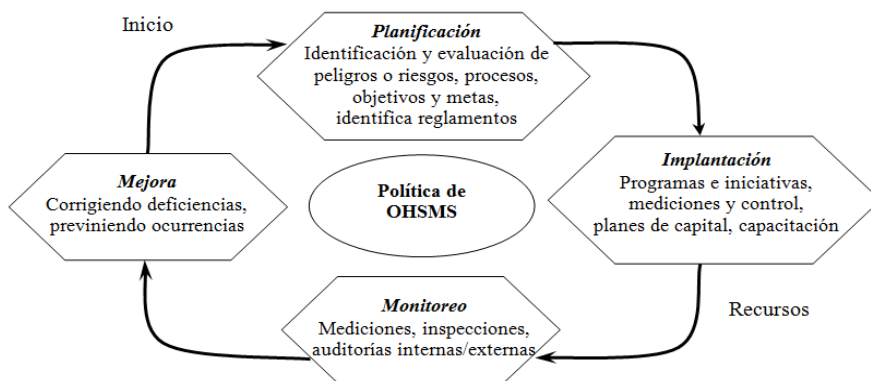 Inicio
Planificación
Identificación y evaluación de
peligros o riesgos, procesos,
objetivos y metas,
identifica reglamentos
Implantación
Programas e iniciativas,
mediciones y control,
planes de capital, capacitación
Mejora
Corrigiendo deficiencias,
previniendo ocurrencias
Política de
OHSMS
Monitoreo
Mediciones, inspecciones,
auditorías internas/externas
Recursos